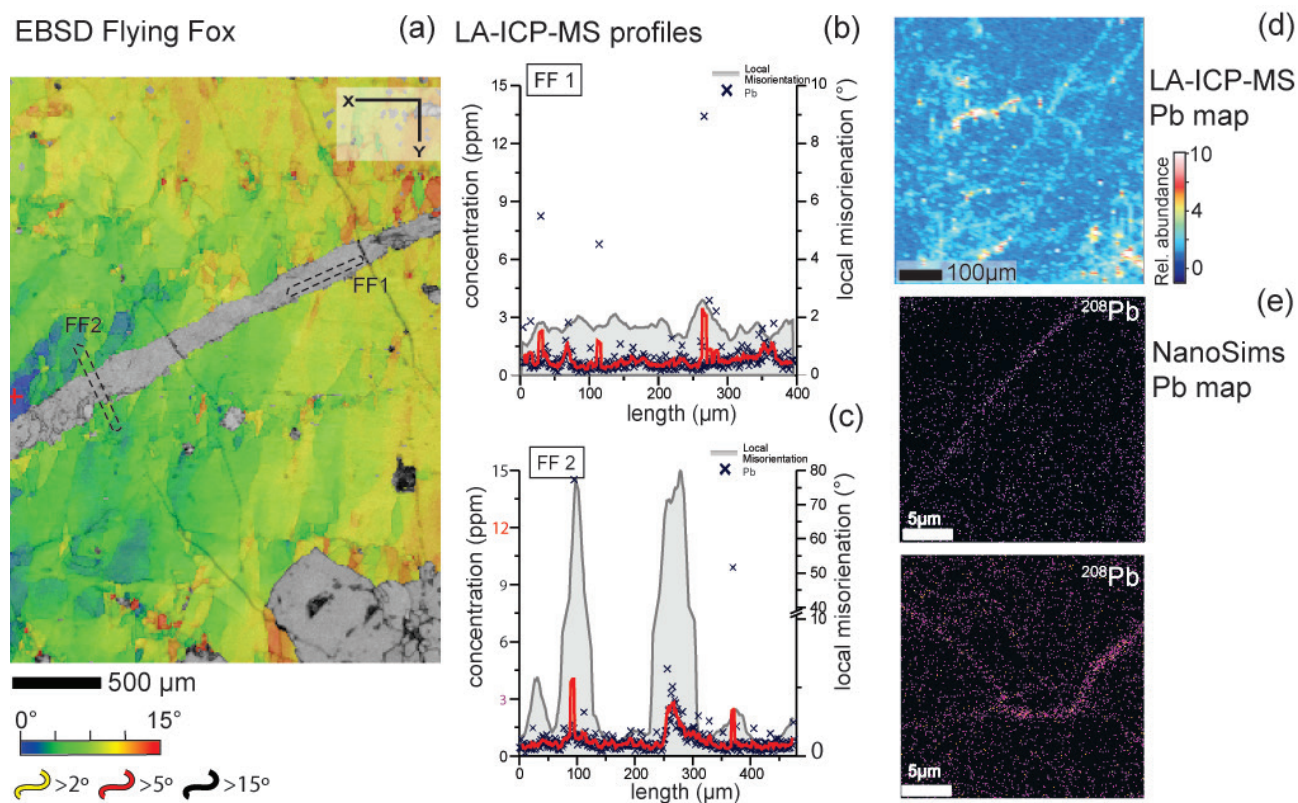 EBSD Flying Fox
(a)
X
Y
FF1
FF2
500 µm
0°
15°
>2°
>5°
>15°
LA-ICP-MS profiles
(b)
FF 1
Local
Misorientation
Pb
concentration (ppm)
15
12
9
6
3
0
local misorienation (°)
10
8
6
4
2
0
0
100
200
300
400
length (µm)
(c)
FF 2
Local
Misorientation
Pb
concentration (ppm)
15
12
9
6
3
0
local misorienation (°)
80
70
60
50
40
10
0
0
100
200
300
400
length (µm)
(d)
LA-ICP-MS
Pb map
Rel. abundance
10
4
0
100µm
(e)
²⁰⁸Pb
NanoSims
Pb map
5µm
²⁰⁸Pb
5µm